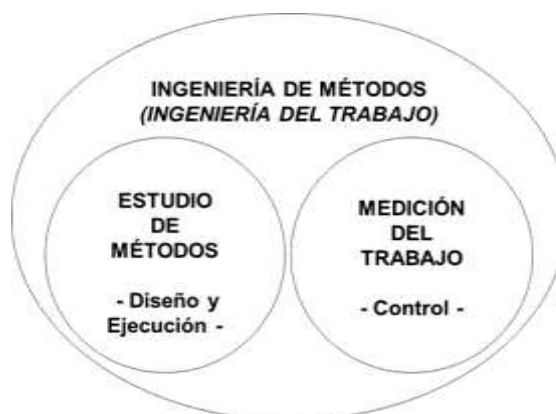 INGENIERÍA DE MÉTODOS
(INGENIERÍA DEL TRABAJO)
ESTUDIO
DE
MÉTODOS
- Diseño y
Ejecución -
MEDICIÓN
DEL
TRABAJO
- Control -